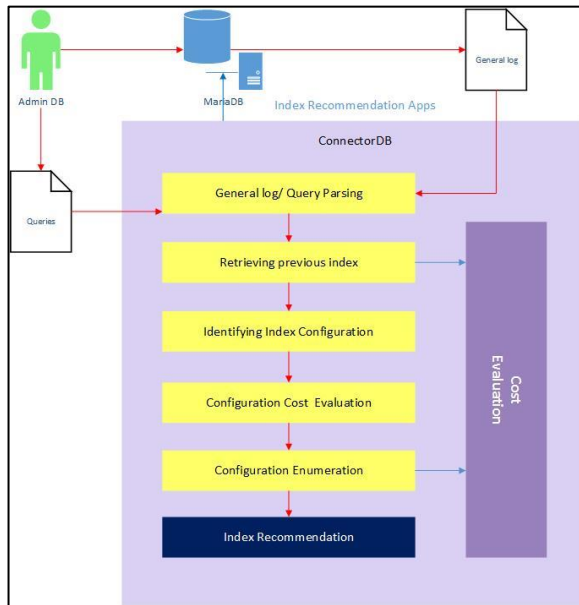 General log
Admin DB
MariaDB
Index Recommendation Apps
ConnectorDB
General log/ Query Parsing
Queries
Retrieving previous index
Identifying Index Configuration
Cost
Evaluation
Configuration Cost Evaluation
Configuration Enumeration
Index Recommendation